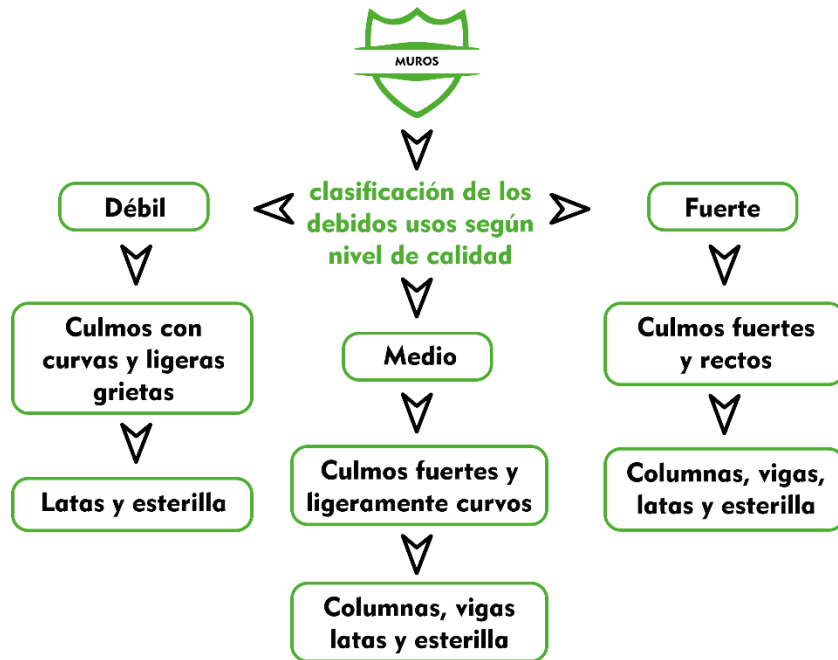 MUROS
clasificación de los
debidos usos según
nivel de calidad
Débil
Culmos con
curvas y ligeras
grietas
Latas y esterilla
Medio
Culmos fuertes y
ligeramente curvos
Columnas, vigas
latas y esterilla
Fuerte
Culmos fuertes
y rectos
Columnas, vigas,
latas y esterilla